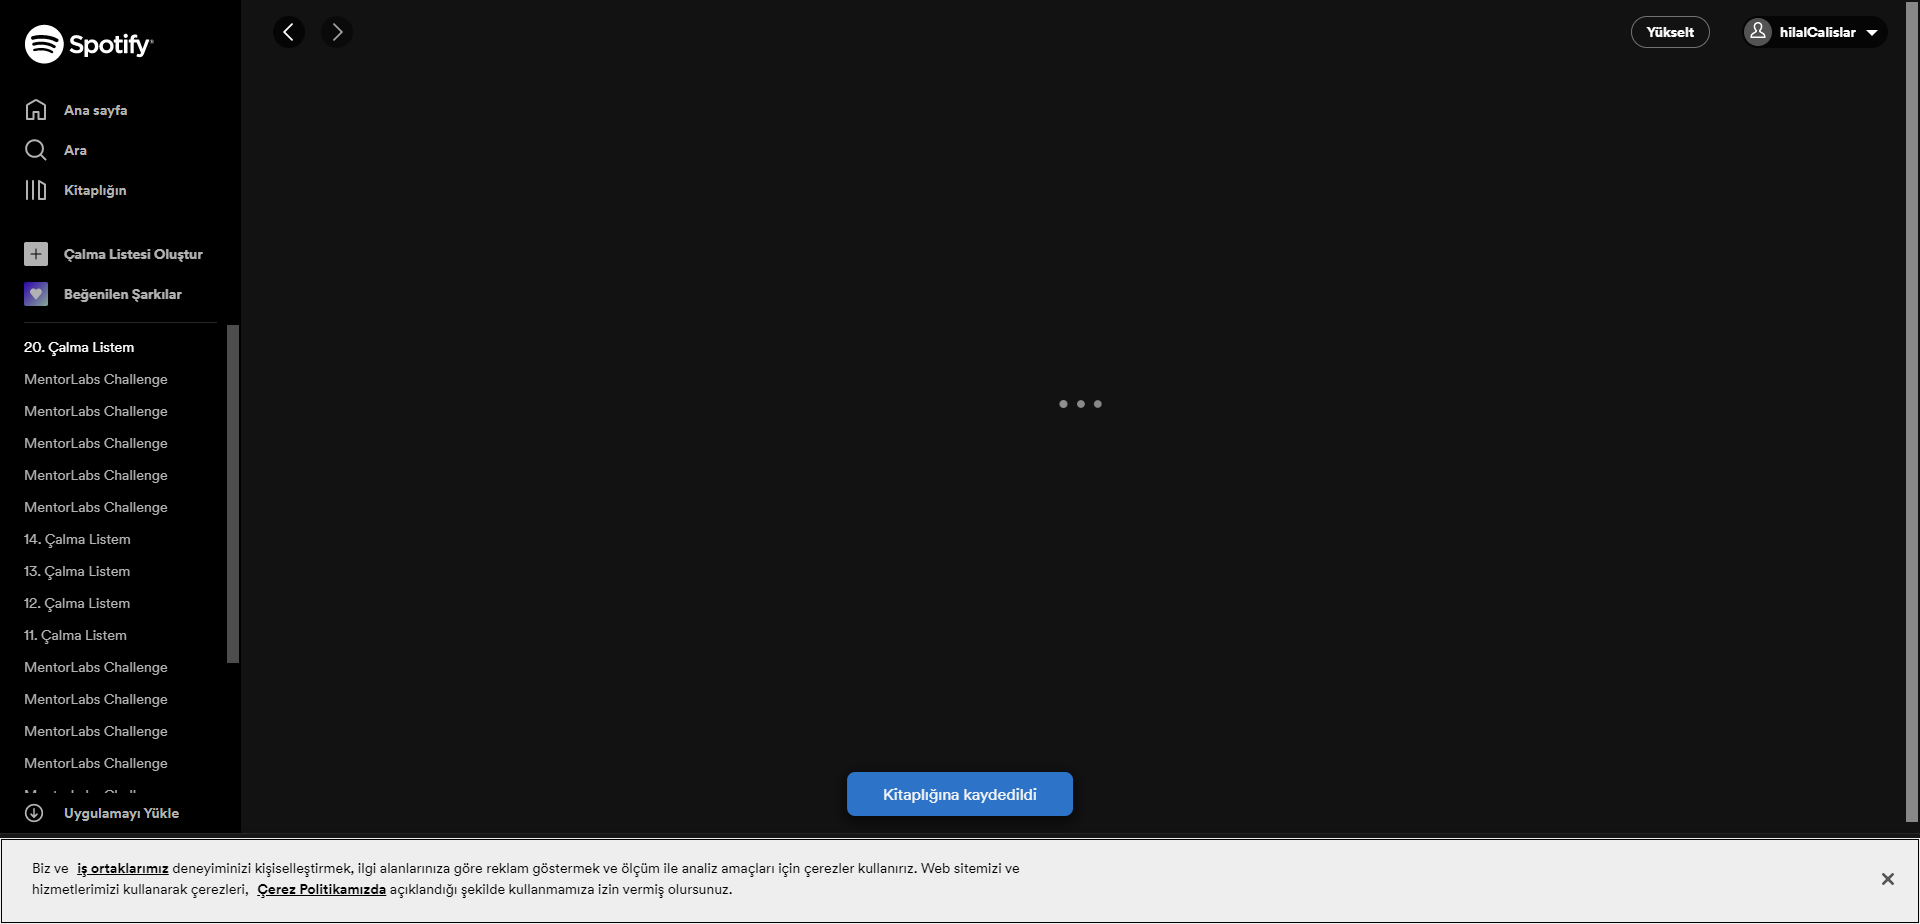 Spotify
Yükselt
hilalCalislar
Ana sayfa
Ara
Kitaplığın
Çalma Listesi Oluştur
Beğenilen Şarkılar
20. Çalma Listem
MentorLabs Challenge
MentorLabs Challenge
MentorLabs Challenge
MentorLabs Challenge
MentorLabs Challenge
14. Çalma Listem
13. Çalma Listem
12. Çalma Listem
11. Çalma Listem
MentorLabs Challenge
MentorLabs Challenge
MentorLabs Challenge
MentorLabs Challenge
Uygulamayı Yükle
Kitaplığına kaydedildi
Biz ve iş ortaklarımız deneyiminizi kişiselleştirmek, ilgi alanlarınıza göre reklam göstermek ve ölçüm ile analiz amaçları için çerezler kullanırız. Web sitemizi ve
hizmetlerimizi kullanarak çerezleri, Çerez Politikamızda açıklandığı şekilde kullanmamıza izin vermiş olursunuz.